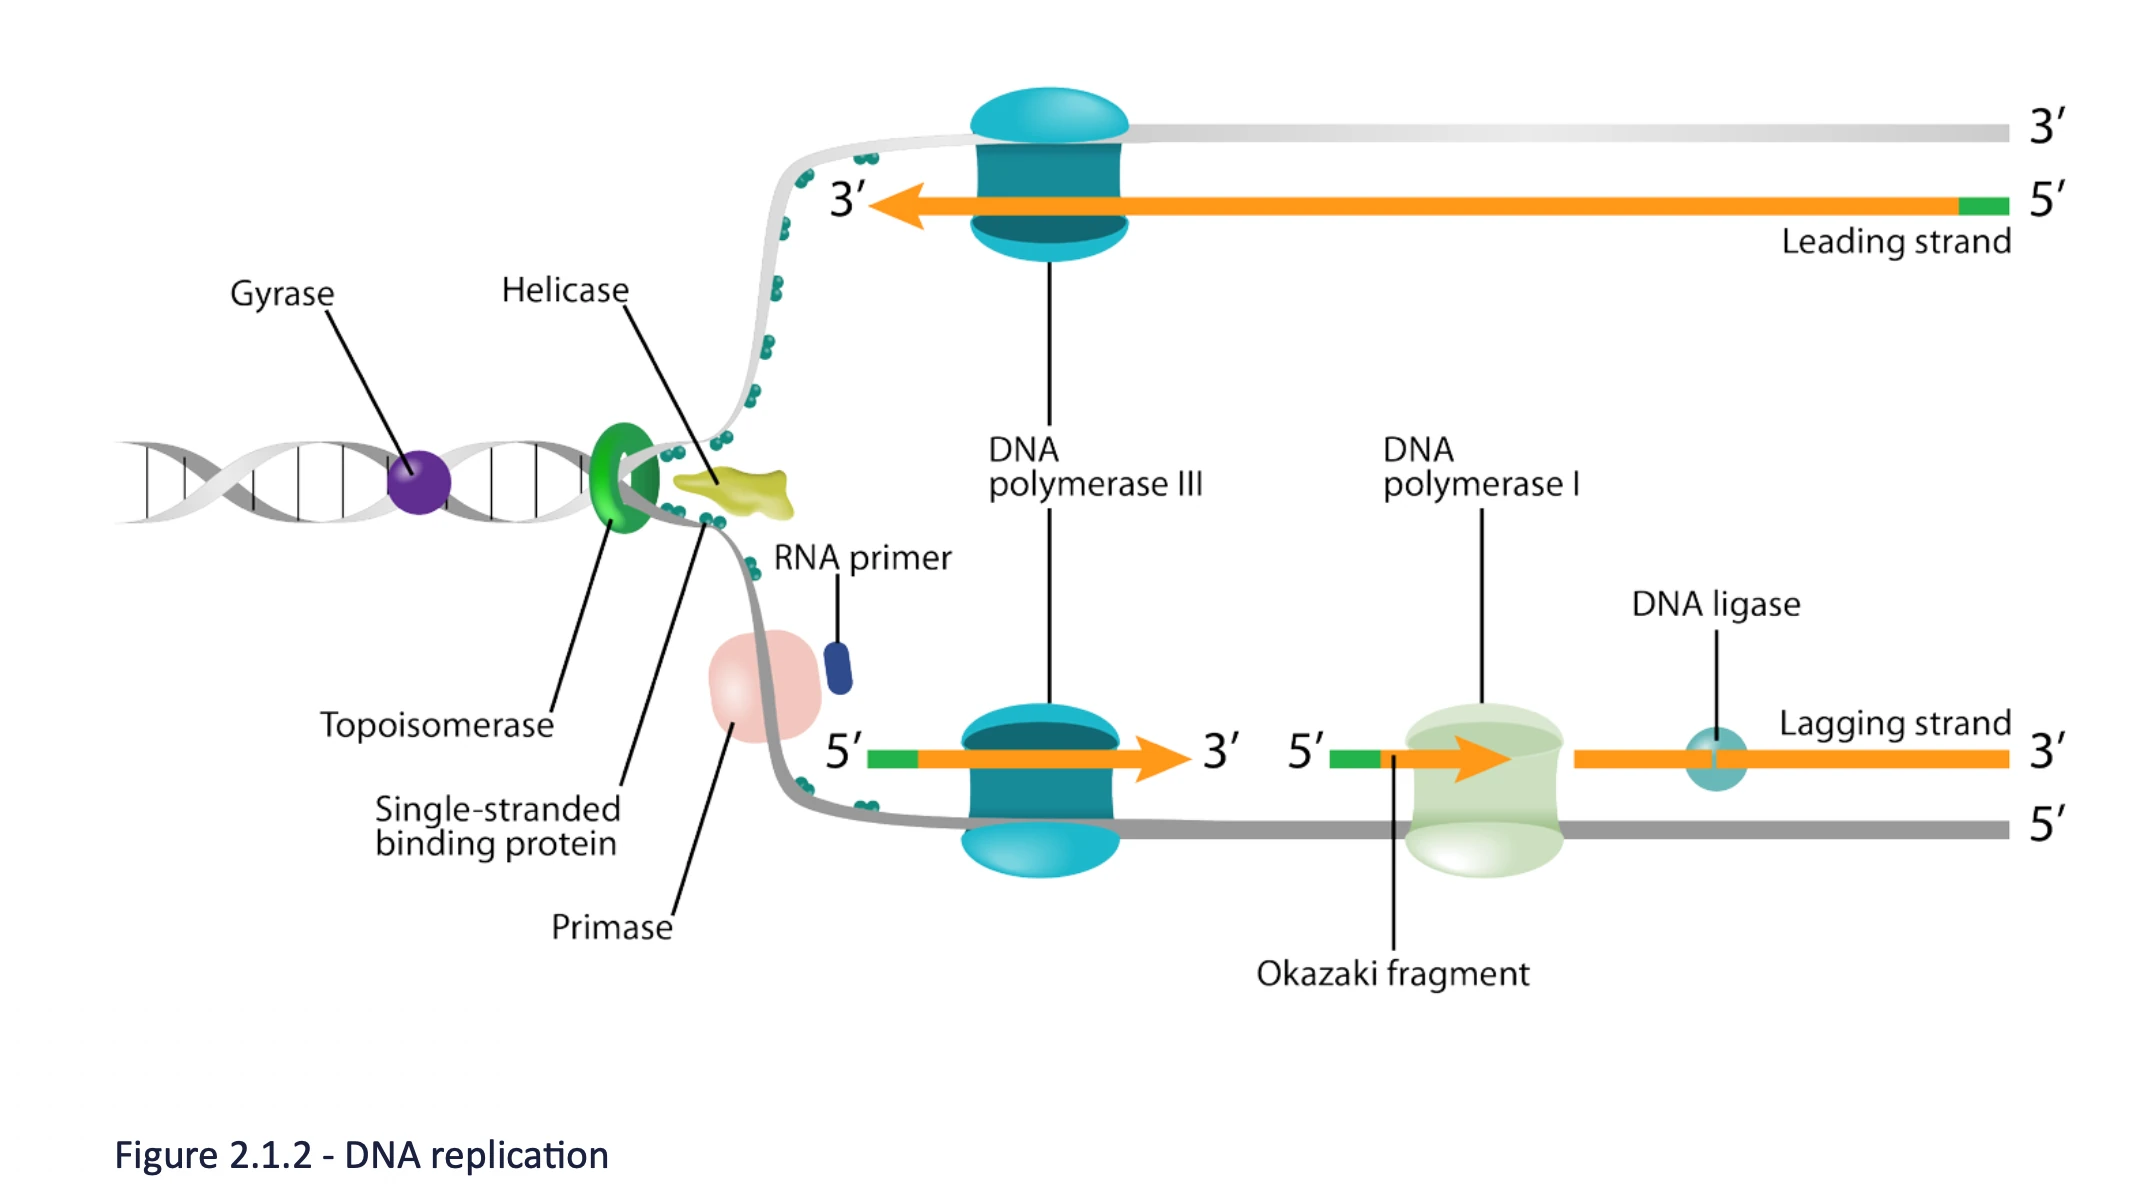 3′
3′
5′
Leading strand
Gyrase
Helicase
DNA
polymerase III
DNA
polymerase I
RNA primer
DNA ligase
Topoisomerase
Lagging strand
5′
3′
5′
3′
Single-stranded
binding protein
5′
Primase
Okazaki fragment
Figure 2.1.2 - DNA replication